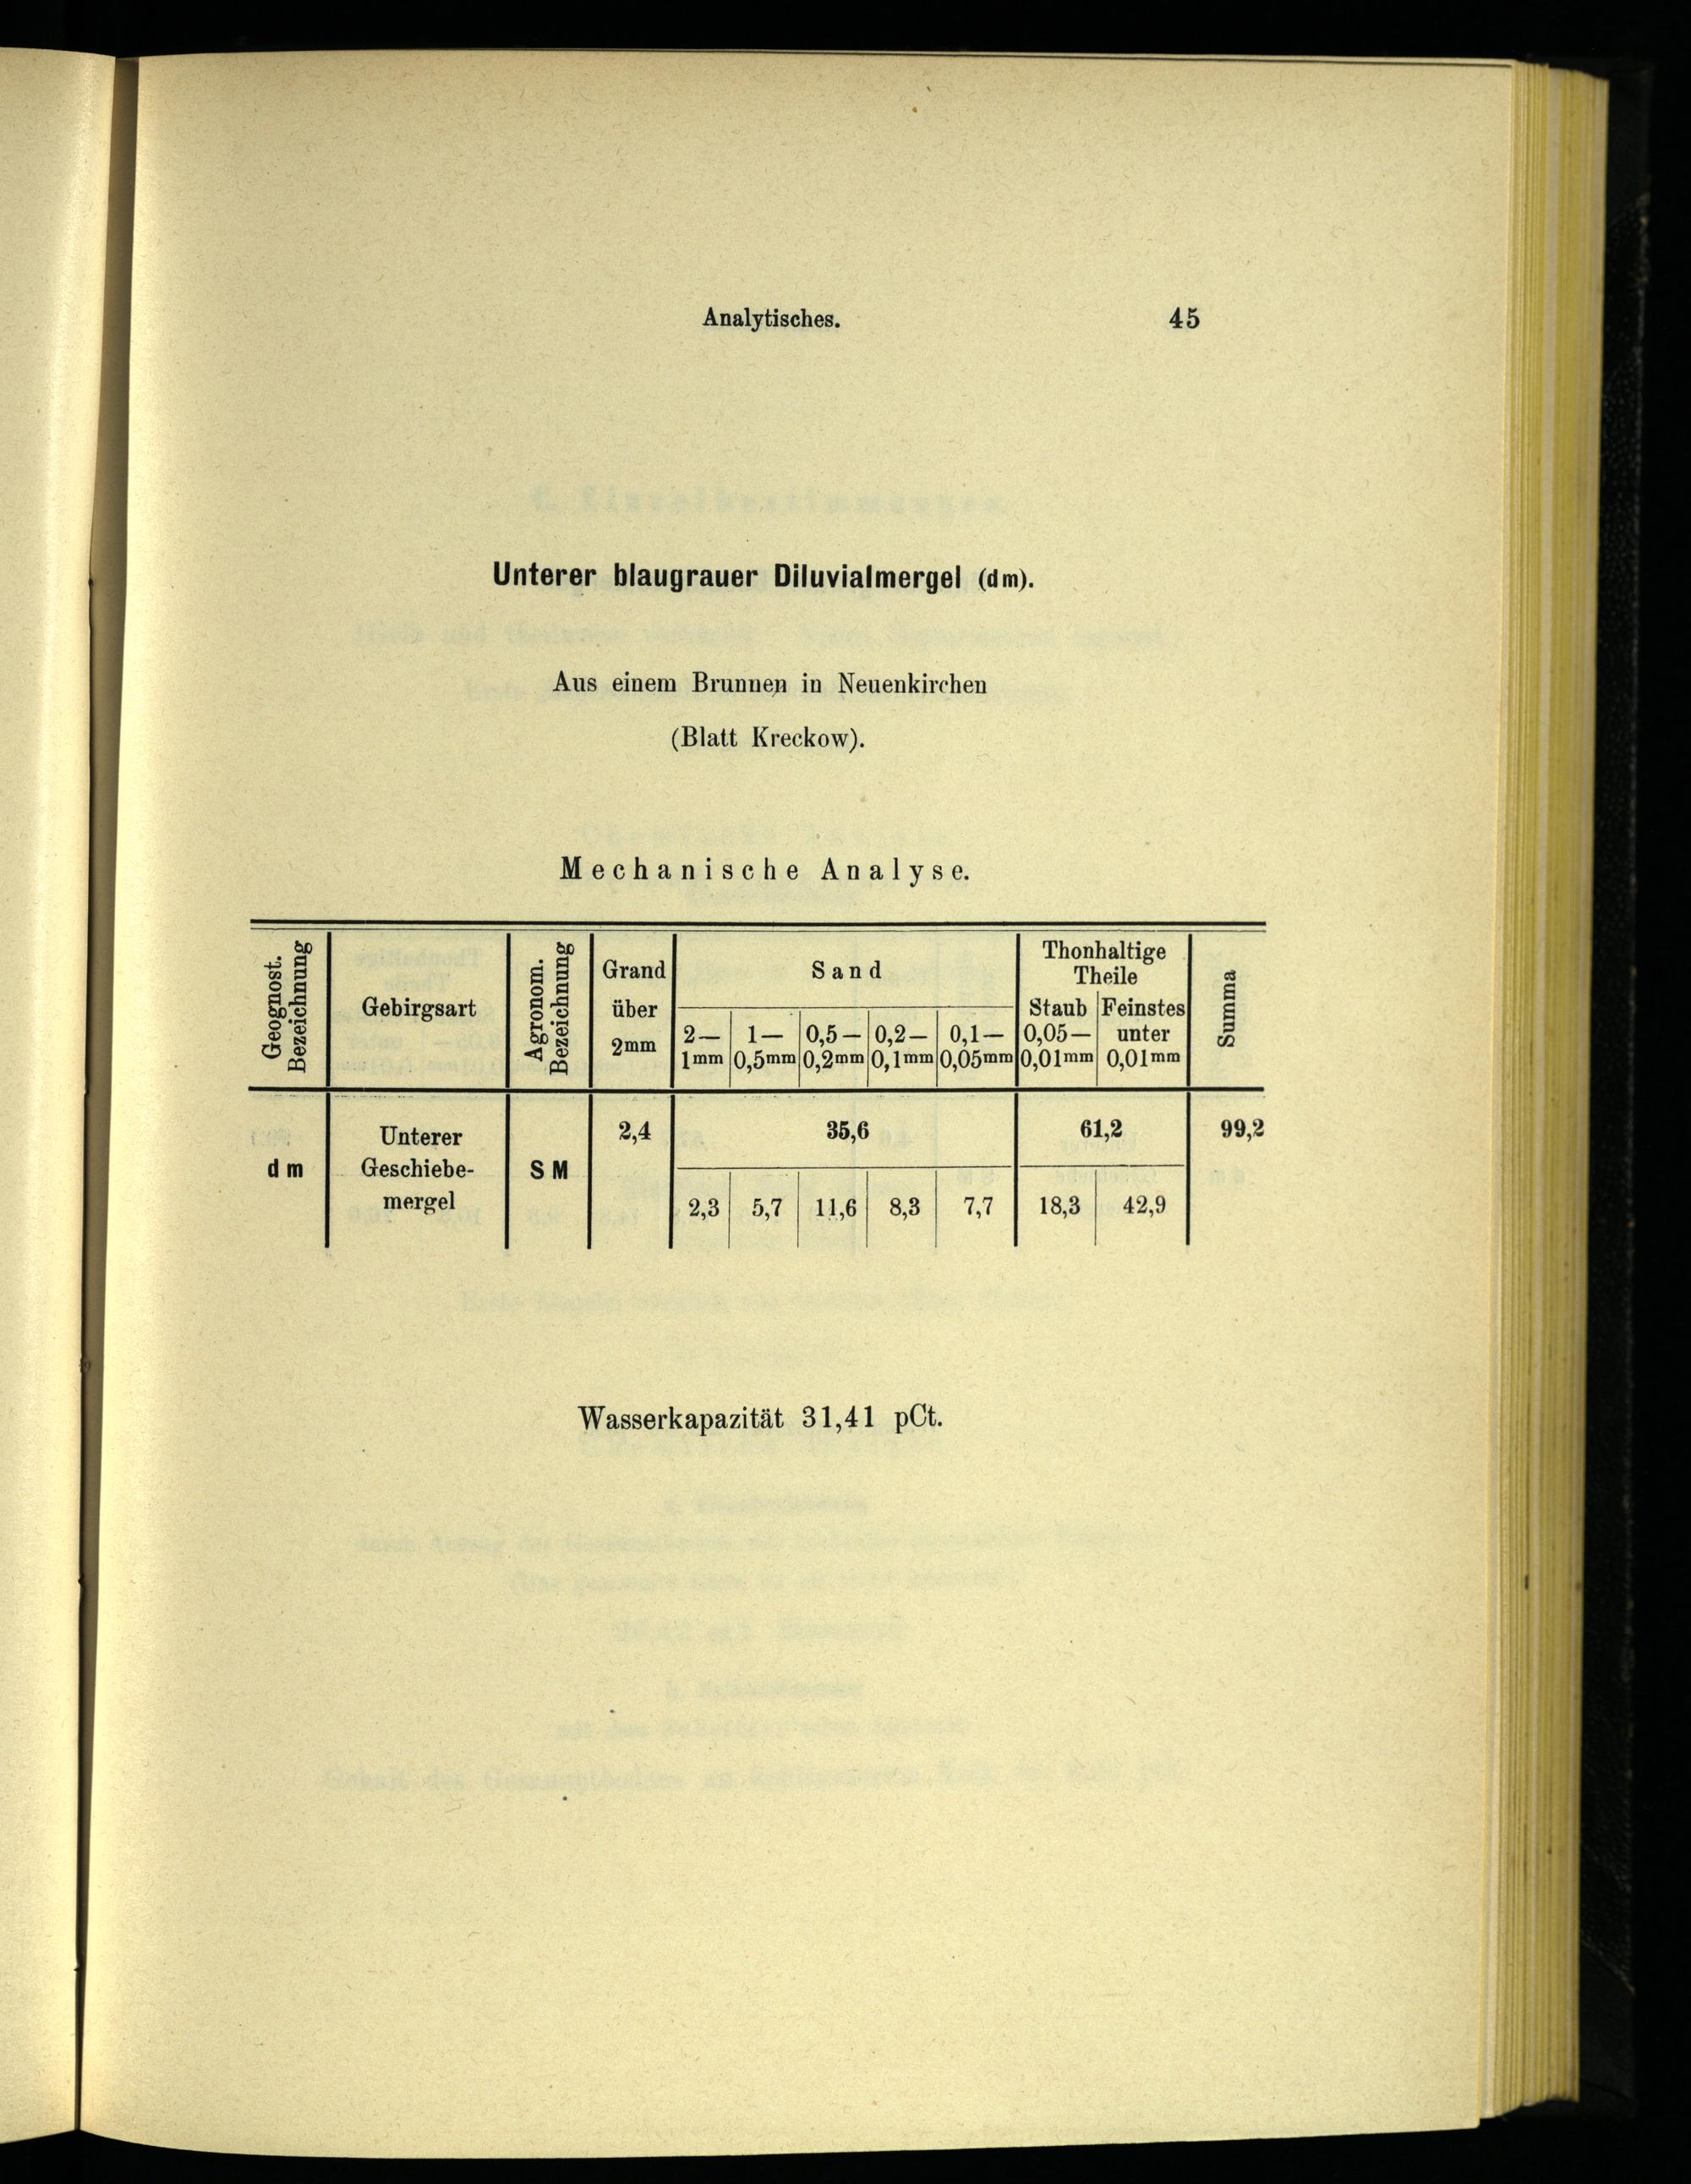 Analytisches. 45
Unterer blaugrauer Diluvialmergel (dm).
Aus einem Brunnen in Neuenkirchen
(Blatt Kreckow).
Mechanische Analyse.
Geognost. Bezeichnung
Gebirgsart
Agronom. Bezeichnung
Grand
über
2mm
Sand
2— 1— 0,5— 0,2— 0,1—
1mm 0,5mm 0,2mm 0,1mm 0,05mm
Thonhaltige
Theile
Staub Feinstes
0,05— unter
0,01mm 0,01mm
Summa
dm
Unterer
Geschiebe-
mergel
SM
2,4 35,6 61,2 99,2
2,3 5,7 11,6 8,3 7,7 18,3 42,9
Wasserkapazität 31,41 pCt.